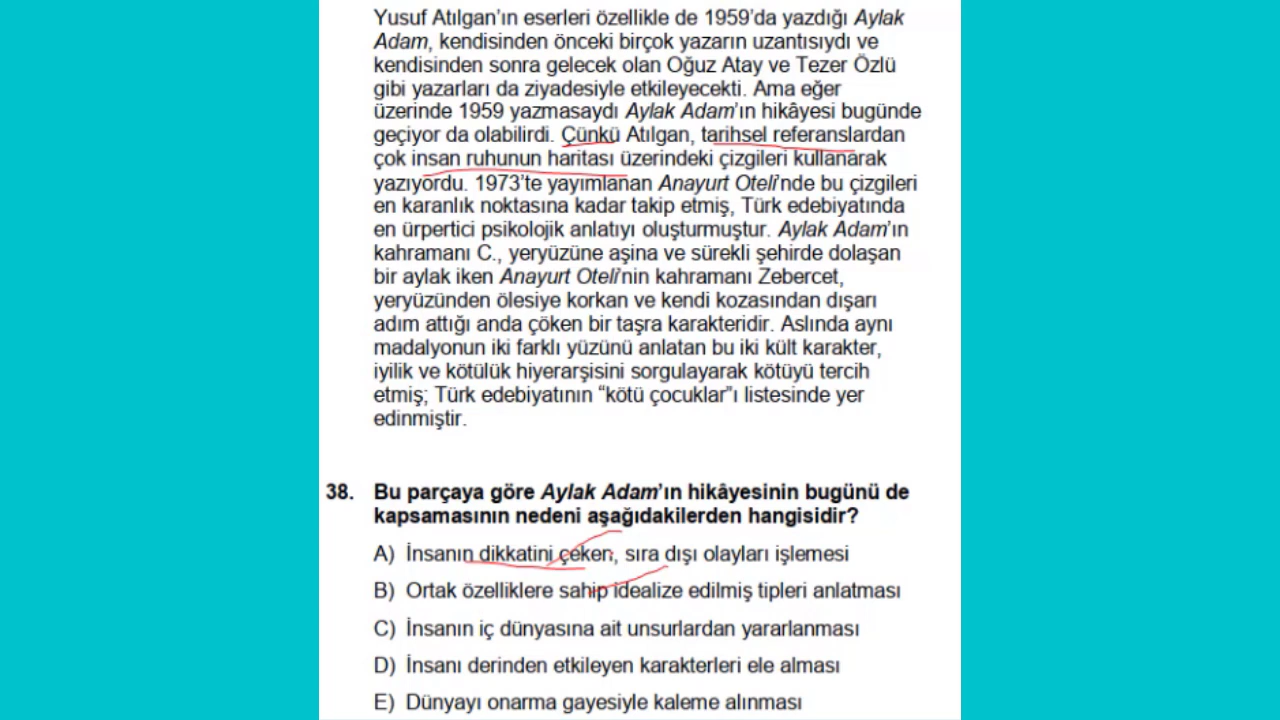 Yusuf Atılgan’ın eserleri özellikle de 1959’da yazdığı Aylak
Adam, kendisinden önceki birçok yazarın uzantısıydı ve
kendisinden sonra gelecek olan Oğuz Atay ve Tezer Özlü
gibi yazarları da ziyadesiyle etkileyecekti. Ama eğer
üzerinde 1959 yazmasaydı Aylak Adam’ın hikâyesi bugünde
geçiyor da olabilirdi. Çünkü Atılgan, tarihsel referanslardan
çok insan ruhunun haritası üzerindeki çizgileri kullanarak
yazıyordu. 1973’te yayımlanan Anayurt Oteli’nde bu çizgileri
en karanlık noktasına kadar takip etmiş, Türk edebiyatında
en ürpertici psikolojik anlatıyı oluşturmuştur. Aylak Adam’ın
kahramanı C., yeryüzüne aşina ve sürekli şehirde dolaşan
bir aylak iken Anayurt Oteli’nin kahramanı Zebercet,
yeryüzünden ölesiye korkan ve kendi kozasından dışarı
adım attığı anda çöken bir taşra karakteridir. Aslında aynı
madalyonun iki farklı yüzünü anlatan bu iki kült karakter,
iyilik ve kötülük hiyerarşisini sorgulayarak kötüyü tercih
etmiş; Türk edebiyatının “kötü çocuklar”ı listesinde yer
edinmiştir.
38. Bu parçaya göre Aylak Adam’ın hikâyesinin bugünü de
kapsamasının nedeni aşağıdakilerden hangisidir?
A) İnsanın dikkatini çeken, sıra dışı olayları işlemesi
B) Ortak özelliklere sahip idealize edilmiş tipleri anlatması
C) İnsanın iç dünyasına ait unsurlardan yararlanması
D) İnsanı derinden etkileyen karakterleri ele alması
E) Dünyayı onarma gayesiyle kaleme alınması